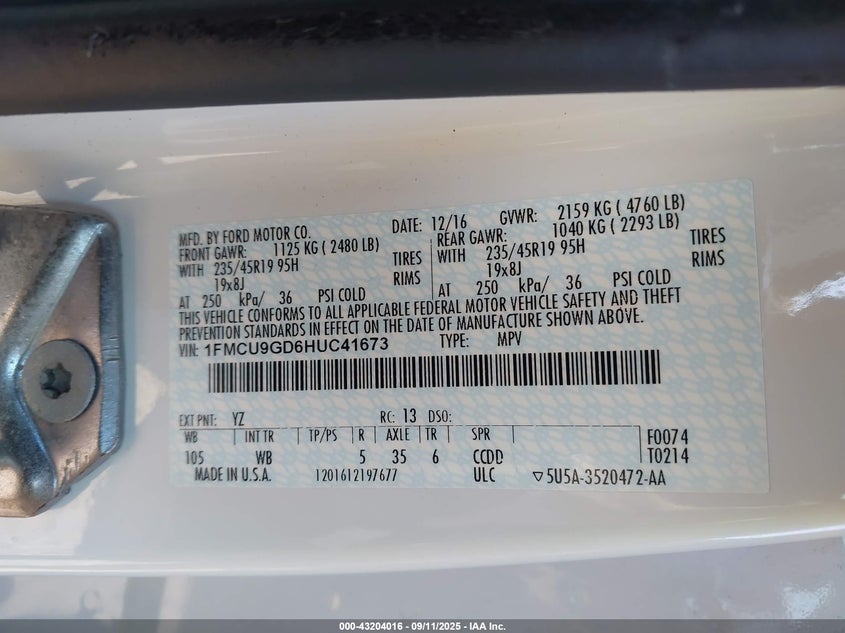 MFD. BY FORD MOTOR CO. DATE: 12/16 GVWR: 2159 KG ( 4760 LB)
FRONT GAWR: 1125 KG ( 2480 LB) REAR GAWR: 1040 KG ( 2293 LB)
WITH 235/45R19 95H TIRES WITH 235/45R19 95H TIRES
19x8J RIMS 19x8J RIMS
AT 250 kPa/ 36 PSI COLD AT 250 kPa/ 36 PSI COLD
THIS VEHICLE CONFORMS TO ALL APPLICABLE FEDERAL MOTOR VEHICLE SAFETY AND THEFT
PREVENTION STANDARDS IN EFFECT ON THE DATE OF MANUFACTURE SHOWN ABOVE.
VIN: 1FMCU9GD6HUC41673 TYPE: MPV
EXT PNT: YZ RC: 13 DSO:
WB INT TR TP/PS R AXLE TR SPR F0074
105 WB 5 35 6 CCDD T0214
MADE IN U.S.A. 1201612197677 ULC ▽5U5A-3520472-AA
000-43204016 - 09/11/2025 - IAA Inc.